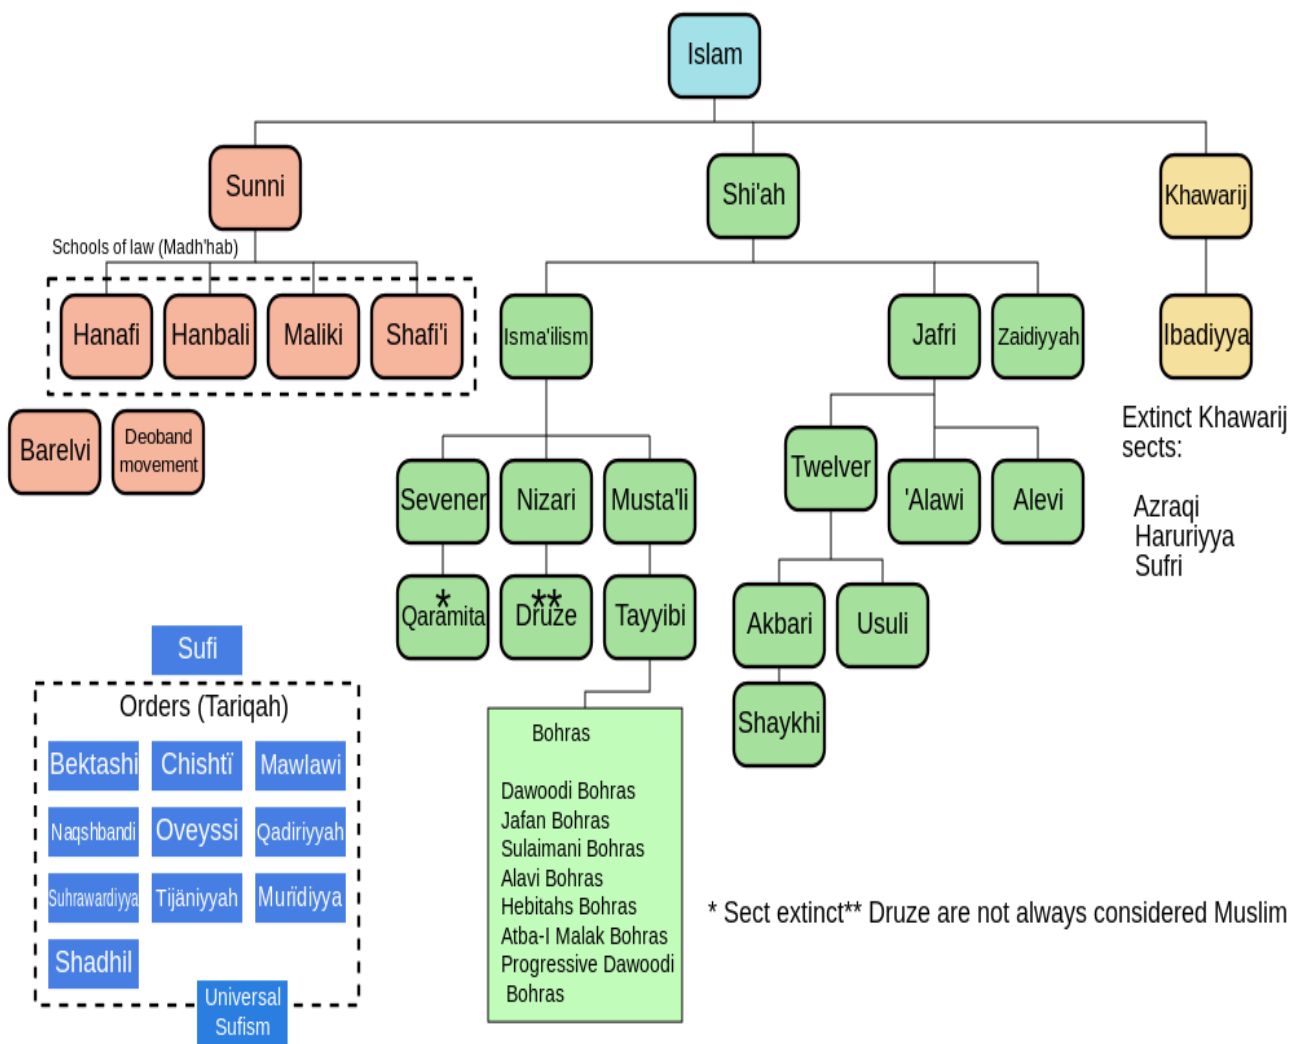 Islam
Sunni
Shi'ah
Khawarij
Schools of law (Madh'hab)
Hanafi
Hanbali
Maliki
Shafi'i
Isma'ilism
Jafri
Zaidiyyah
Ibadiyya
Barelvi
Deoband
movement
Extinct Khawarij
sects:
Azraqi
Haruriyya
Sufri
Sevener
Nizari
Musta'li
Twelver
'Alawi
Alevi
*
Qaramita
**
Druze
Tayyibi
Akbari
Usuli
Shaykhi
Sufi
Orders (Tariqah)
Bektashi
Chishtï
Mawlawi
Naqshbandi
Oveyssi
Qadiriyyah
Suhrawardiyya
Tijäniyyah
Murïdiyya
Shadhil
Universal
Sufism
Bohras
Dawoodi Bohras
Jafan Bohras
Sulaimani Bohras
Alavi Bohras
Hebitahs Bohras
Atba-I Malak Bohras
Progressive Dawoodi
Bohras
* Sect extinct** Druze are not always considered Muslim